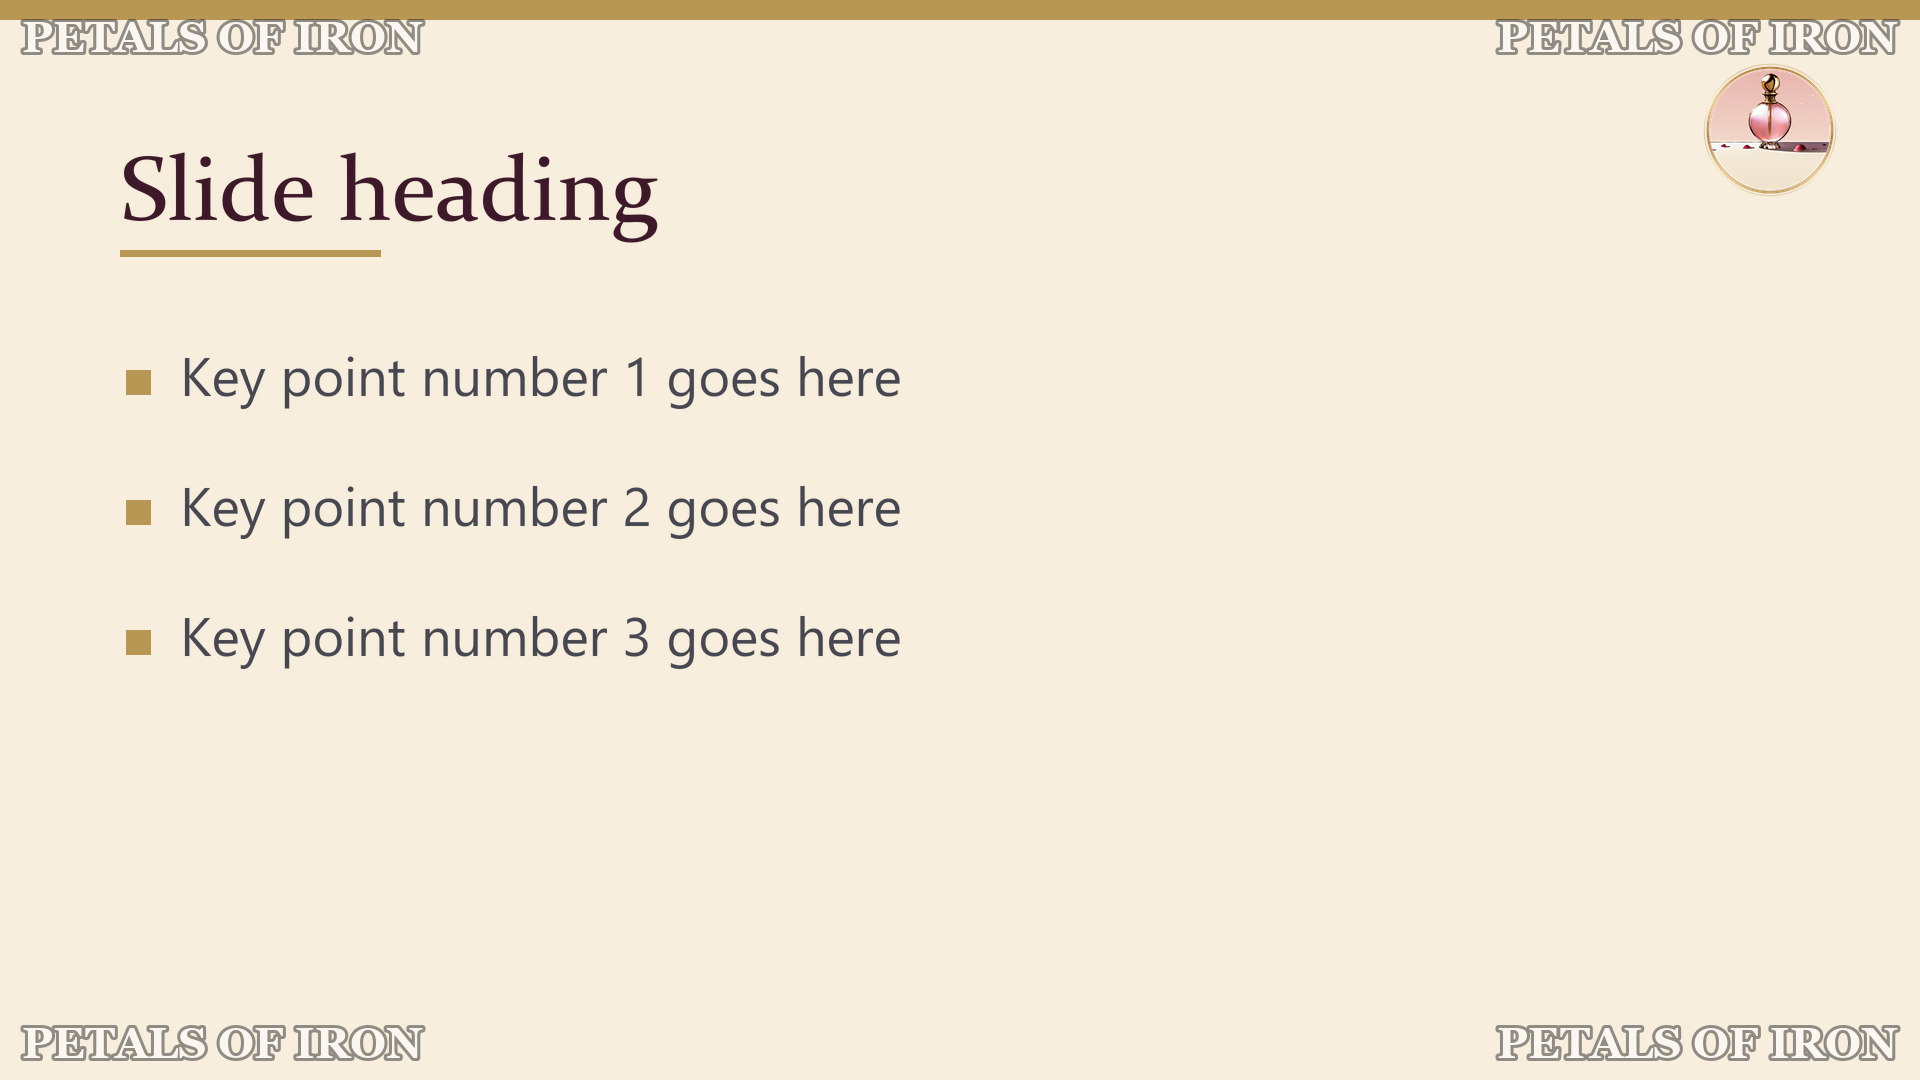 PETALS OF IRON
PETALS OF IRON
Slide heading
Key point number 1 goes here
Key point number 2 goes here
Key point number 3 goes here
PETALS OF IRON
PETALS OF IRON